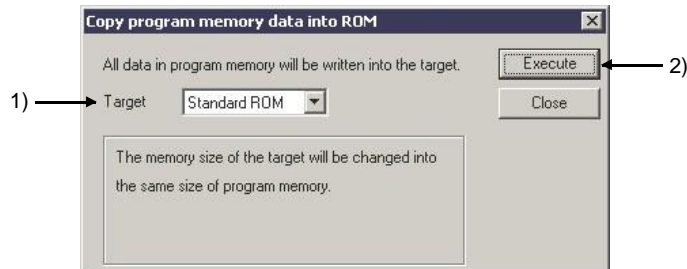 Copy program memory data into ROM
All data in program memory will be written into the target.
Execute
2)
1)
Target
Standard ROM
Close
The memory size of the target will be changed into
the same size of program memory.